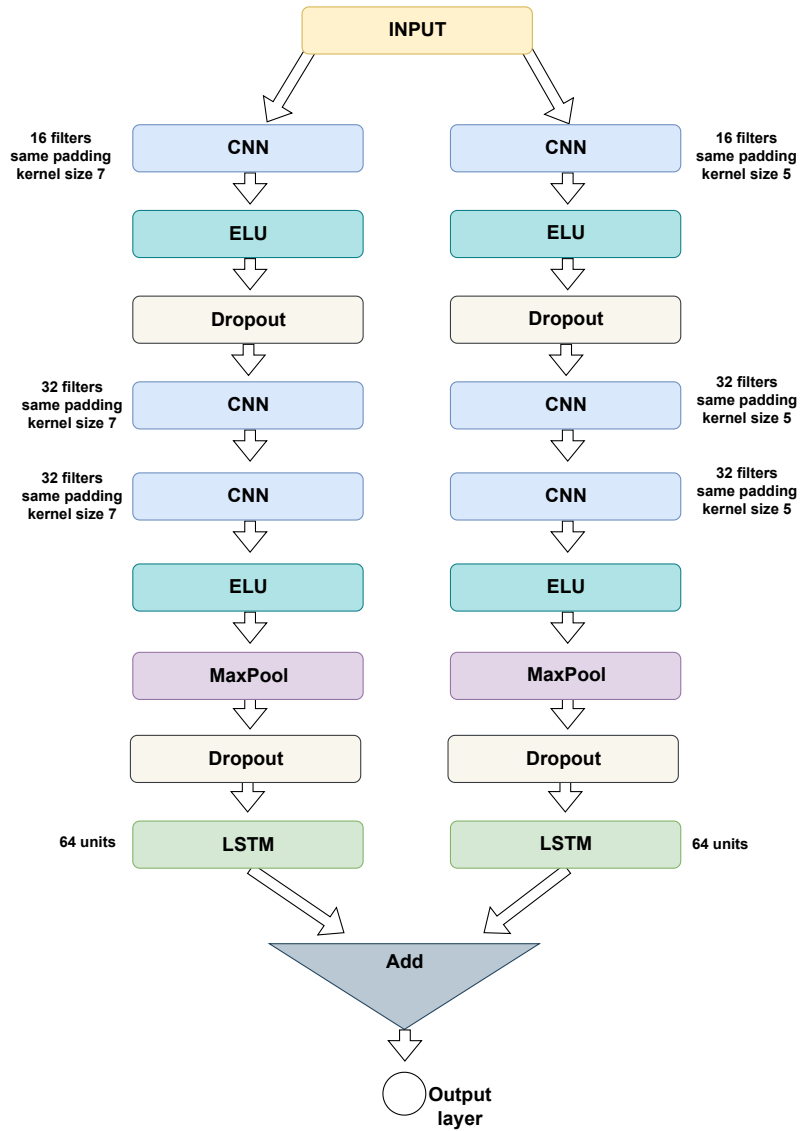 INPUT
16 filters
same padding
kernel size 7
CNN
CNN
16 filters
same padding
kernel size 5
ELU
ELU
Dropout
Dropout
32 filters
same padding
kernel size 7
CNN
CNN
32 filters
same padding
kernel size 5
32 filters
same padding
kernel size 7
CNN
CNN
32 filters
same padding
kernel size 5
ELU
ELU
MaxPool
MaxPool
Dropout
Dropout
64 units
LSTM
LSTM
64 units
Add
Output
layer